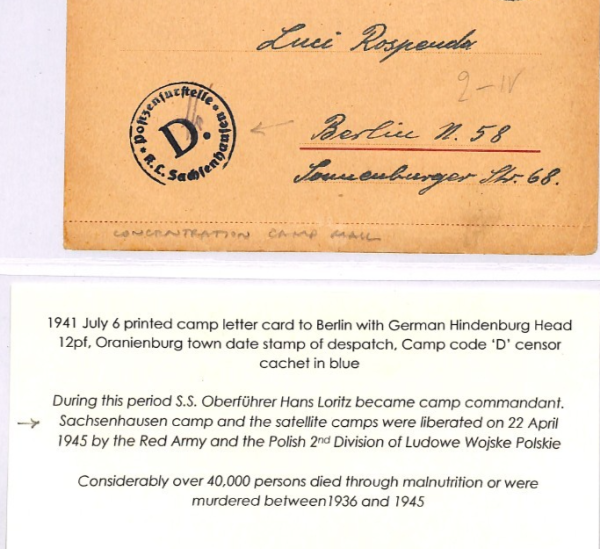 Luci Rospenda
2-IV
Postzensurstelle
D.
K.L. Sachsenhausen
Berlin N. 58
Sonnenburger Str. 68.
CONCENTRATION CAMP MAIL
1941 July 6 printed camp letter card to Berlin with German Hindenburg Head
12pf, Oranienburg town date stamp of despatch, Camp code ‘D’ censor
cachet in blue
During this period S.S. Oberführer Hans Loritz became camp commandant.
Sachsenhausen camp and the satellite camps were liberated on 22 April
1945 by the Red Army and the Polish 2nd Division of Ludowe Wojske Polskie
Considerably over 40,000 persons died through malnutrition or were
murdered between1936 and 1945